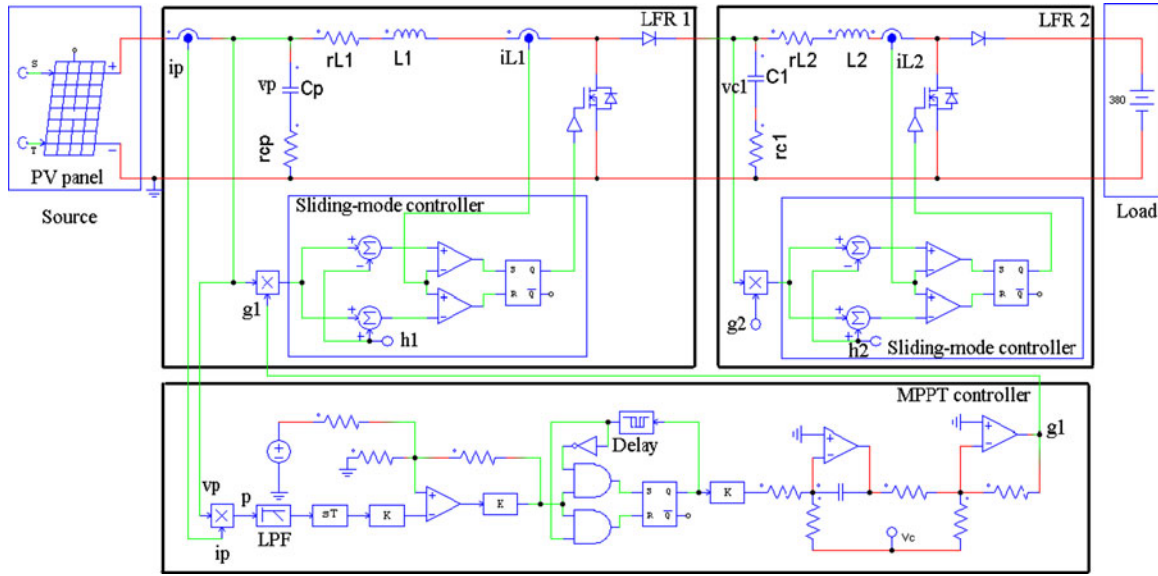 LFR 1
LFR 2
ip
rL1
L1
iL1
rL2
L2
iL2
S
T
+
−
vp
Cp
rcp
vc1
C1
rc1
380
PV panel
Source
Load
Sliding-mode controller
Σ
Σ
S Q
R Q̅
g1
h1
Σ
Σ
S Q
R Q̅
g2
h2
Sliding-mode controller
MPPT controller
Delay
g1
vp
p
ip
LPF
sT
K
K
S Q
R Q̅
K
Vc